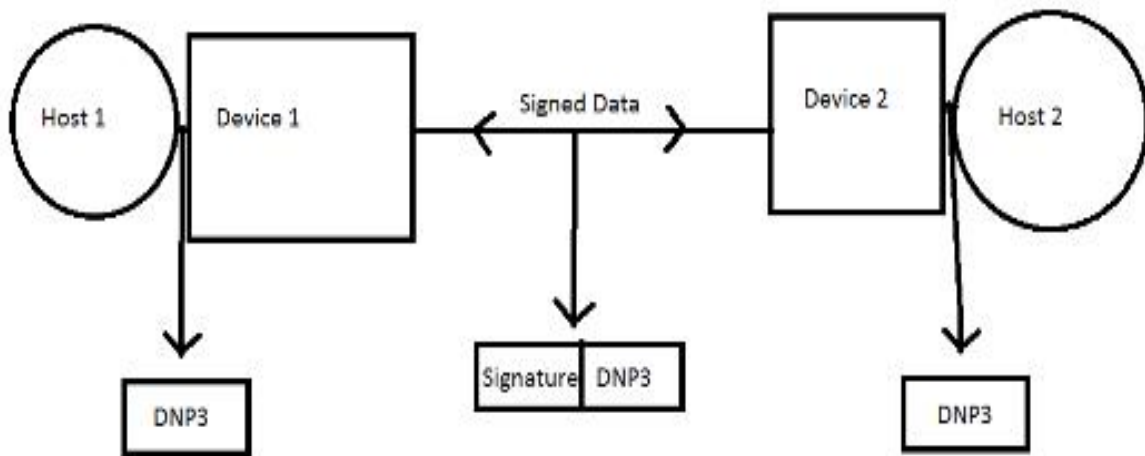 Host 1
Device 1
Signed Data
Device 2
Host 2
DNP3
Signature DNP3
DNP3